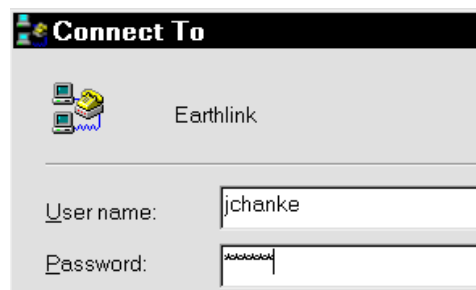 Connect To
Earthlink
User name: jchanke
Password: *******